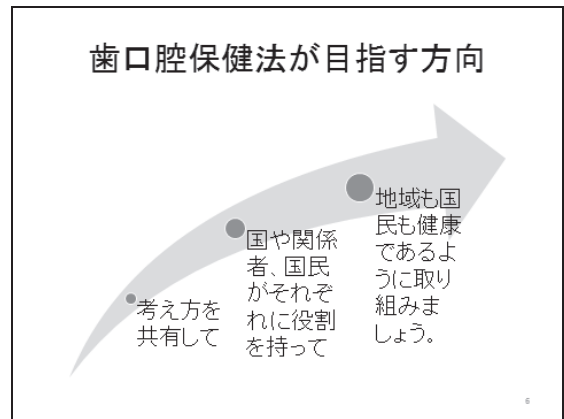 歯口腔保健法が目指す方向
考え方を
共有して
国や関係
者、国民
がそれぞ
れに役割
を持って
地域も国
民も健康
であるよ
うに取り
組みま
しょう。
6